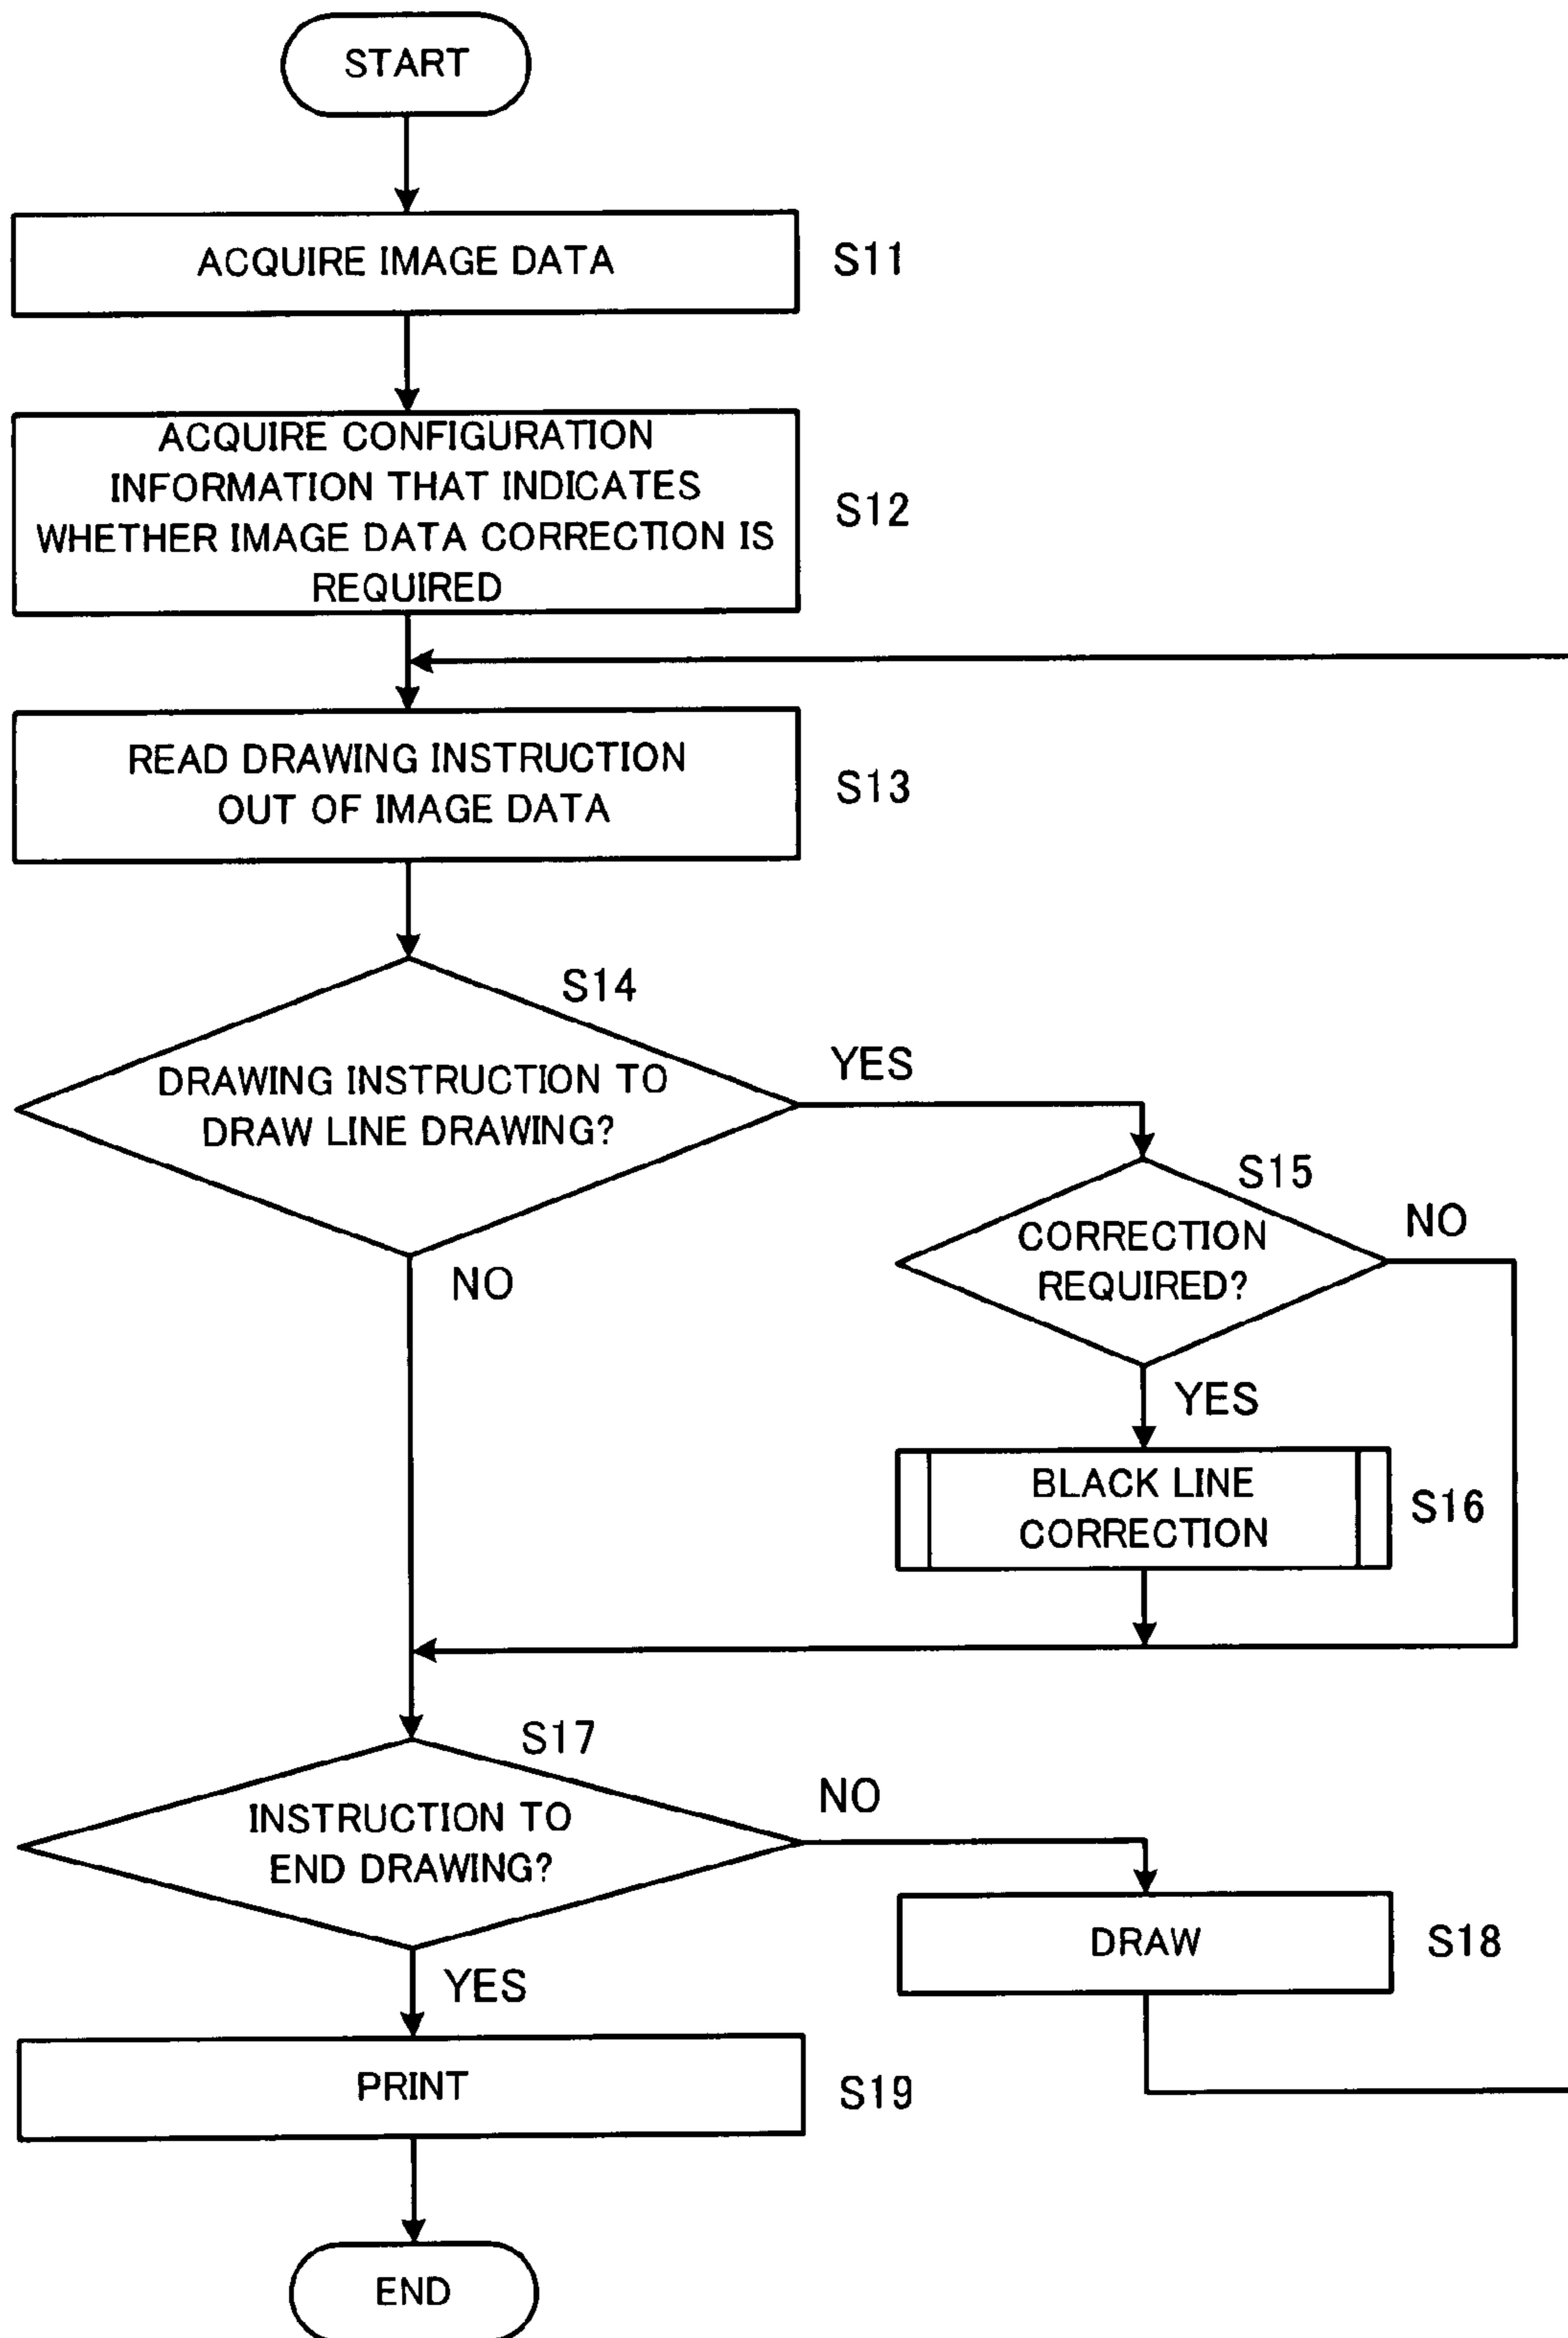 START
ACQUIRE IMAGE DATA
S11
ACQUIRE CONFIGURATION
INFORMATION THAT INDICATES
WHETHER IMAGE DATA CORRECTION IS
REQUIRED
S12
READ DRAWING INSTRUCTION
OUT OF IMAGE DATA
S13
S14
DRAWING INSTRUCTION TO
DRAW LINE DRAWING?
YES
NO
S15
CORRECTION
REQUIRED?
NO
YES
BLACK LINE
CORRECTION
S16
S17
INSTRUCTION TO
END DRAWING?
NO
YES
DRAW
S18
PRINT
S19
END